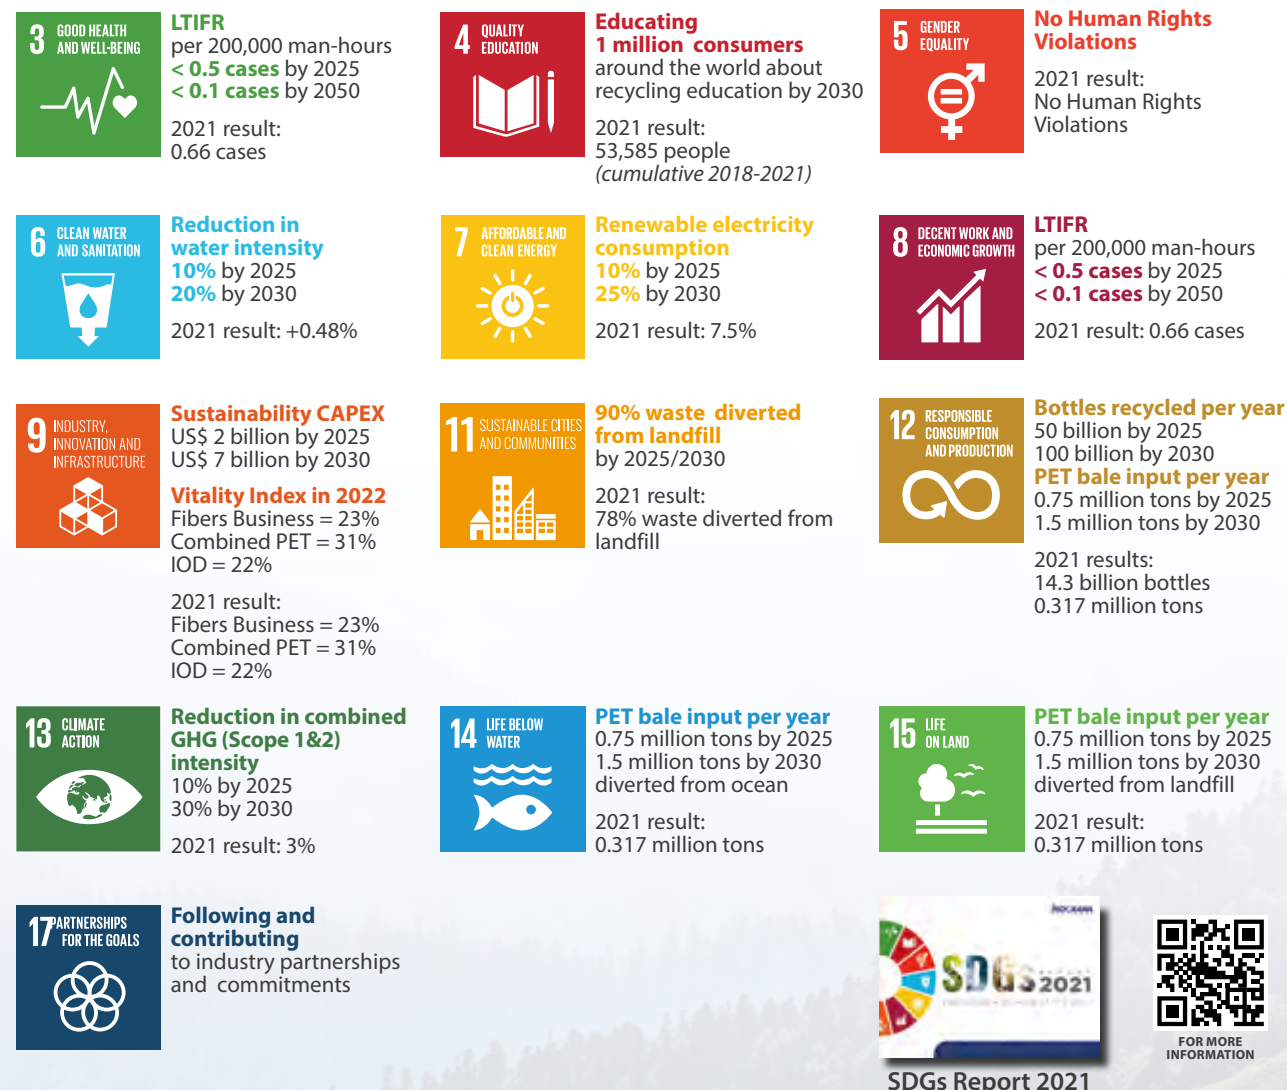 3 GOOD HEALTH
AND WELL-BEING
LTIFR
per 200,000 man-hours
< 0.5 cases by 2025
< 0.1 cases by 2050
2021 result:
0.66 cases
4 QUALITY
EDUCATION
Educating
1 million consumers
around the world about
recycling education by 2030
2021 result:
53,585 people
(cumulative 2018-2021)
5 GENDER
EQUALITY
No Human Rights
Violations
2021 result:
No Human Rights
Violations
6 CLEAN WATER
AND SANITATION
Reduction in
water intensity
10% by 2025
20% by 2030
2021 result: +0.48%
7 AFFORDABLE AND
CLEAN ENERGY
Renewable electricity
consumption
10% by 2025
25% by 2030
2021 result: 7.5%
8 DECENT WORK AND
ECONOMIC GROWTH
LTIFR
per 200,000 man-hours
< 0.5 cases by 2025
< 0.1 cases by 2050
2021 result: 0.66 cases
9 INDUSTRY,
INNOVATION AND
INFRASTRUCTURE
Sustainability CAPEX
US$ 2 billion by 2025
US$ 7 billion by 2030
Vitality Index in 2022
Fibers Business = 23%
Combined PET = 31%
IOD = 22%
2021 result:
Fibers Business = 23%
Combined PET = 31%
IOD = 22%
11 SUSTAINABLE CITIES
AND COMMUNITIES
90% waste diverted
from landfill
by 2025/2030
2021 result:
78% waste diverted from
landfill
12 RESPONSIBLE
CONSUMPTION
AND PRODUCTION
Bottles recycled per year
50 billion by 2025
100 billion by 2030
PET bale input per year
0.75 million tons by 2025
1.5 million tons by 2030
2021 results:
14.3 billion bottles
0.317 million tons
13 CLIMATE
ACTION
Reduction in combined
GHG (Scope 1&2)
intensity
10% by 2025
30% by 2030
2021 result: 3%
14 LIFE BELOW
WATER
PET bale input per year
0.75 million tons by 2025
1.5 million tons by 2030
diverted from ocean
2021 result:
0.317 million tons
15 LIFE
ON LAND
PET bale input per year
0.75 million tons by 2025
1.5 million tons by 2030
diverted from landfill
2021 result:
0.317 million tons
17 PARTNERSHIPS
FOR THE GOALS
Following and
contributing
to industry partnerships
and commitments
SDGs 2021
SDGs Report 2021
FOR MORE
INFORMATION